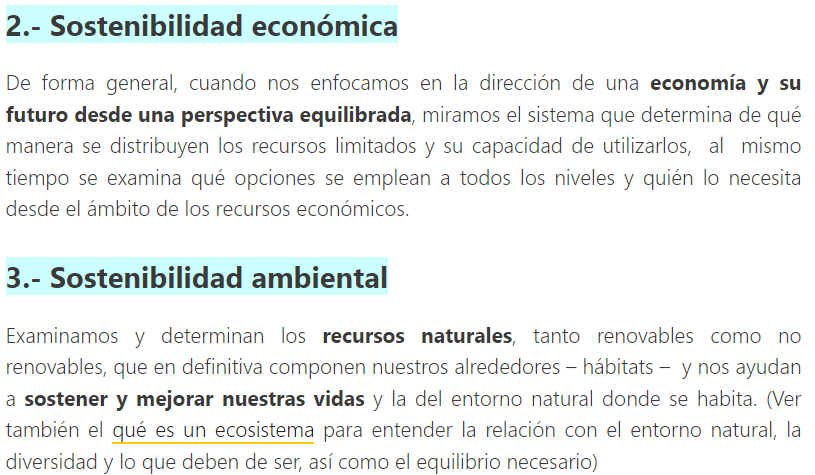 2.- Sostenibilidad económica
De forma general, cuando nos enfocamos en la dirección de una economía y su
futuro desde una perspectiva equilibrada, miramos el sistema que determina de qué
manera se distribuyen los recursos limitados y su capacidad de utilizarlos, al mismo
tiempo se examina qué opciones se emplean a todos los niveles y quién lo necesita
desde el ámbito de los recursos económicos.
3.- Sostenibilidad ambiental
Examinamos y determinan los recursos naturales, tanto renovables como no
renovables, que en definitiva componen nuestros alrededores – hábitats – y nos ayudan
a sostener y mejorar nuestras vidas y la del entorno natural donde se habita. (Ver
también el qué es un ecosistema para entender la relación con el entorno natural, la
diversidad y lo que deben de ser, así como el equilibrio necesario)